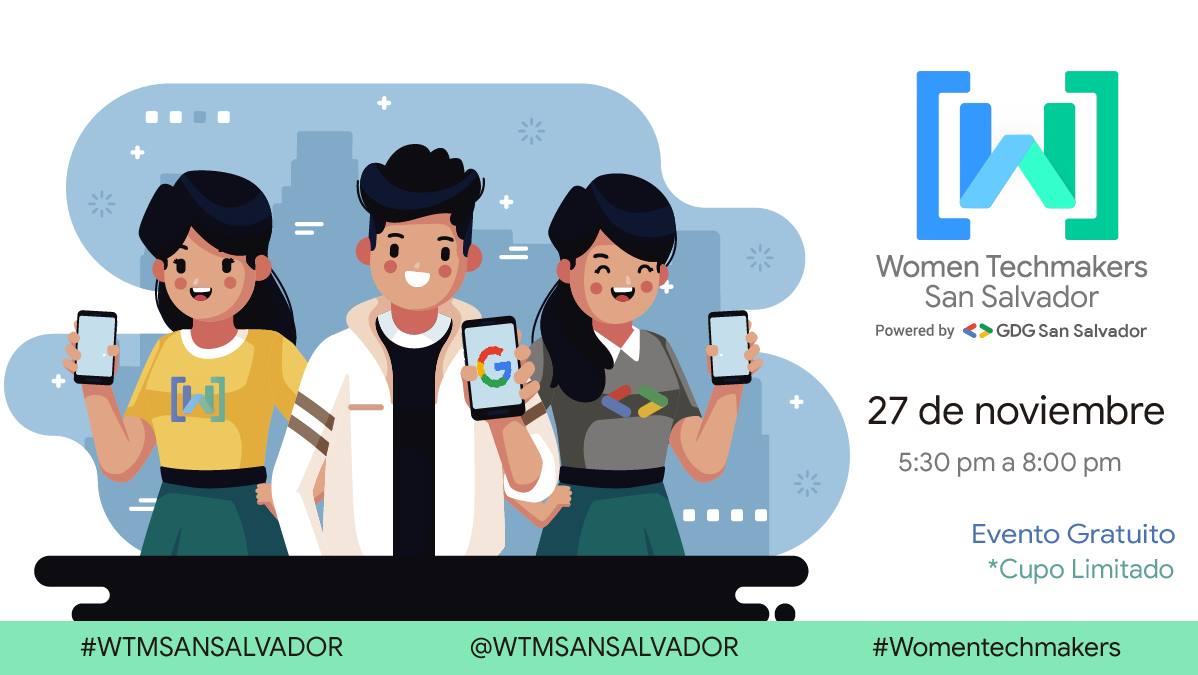 Women Techmakers
San Salvador
Powered by GDG San Salvador
27 de noviembre
5:30 pm a 8:00 pm
Evento Gratuito
*Cupo Limitado
#WTMSANSALVADOR @WTMSANSALVADOR #Womentechmakers